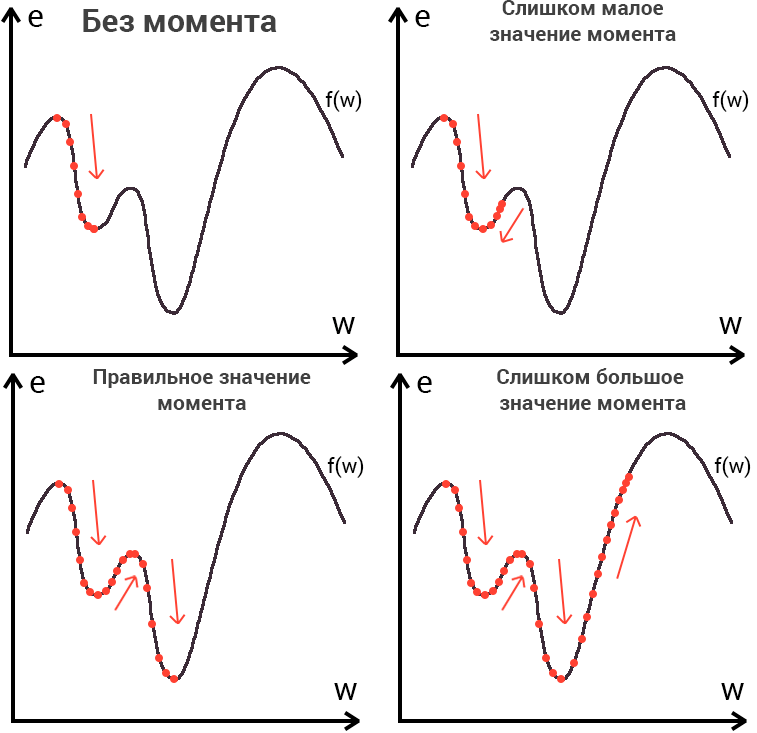 e
Без момента
f(w)
W
e
Слишком малое
значение момента
f(w)
W
e
Правильное значение
момента
f(w)
W
e
Слишком большое
значение момента
f(w)
W